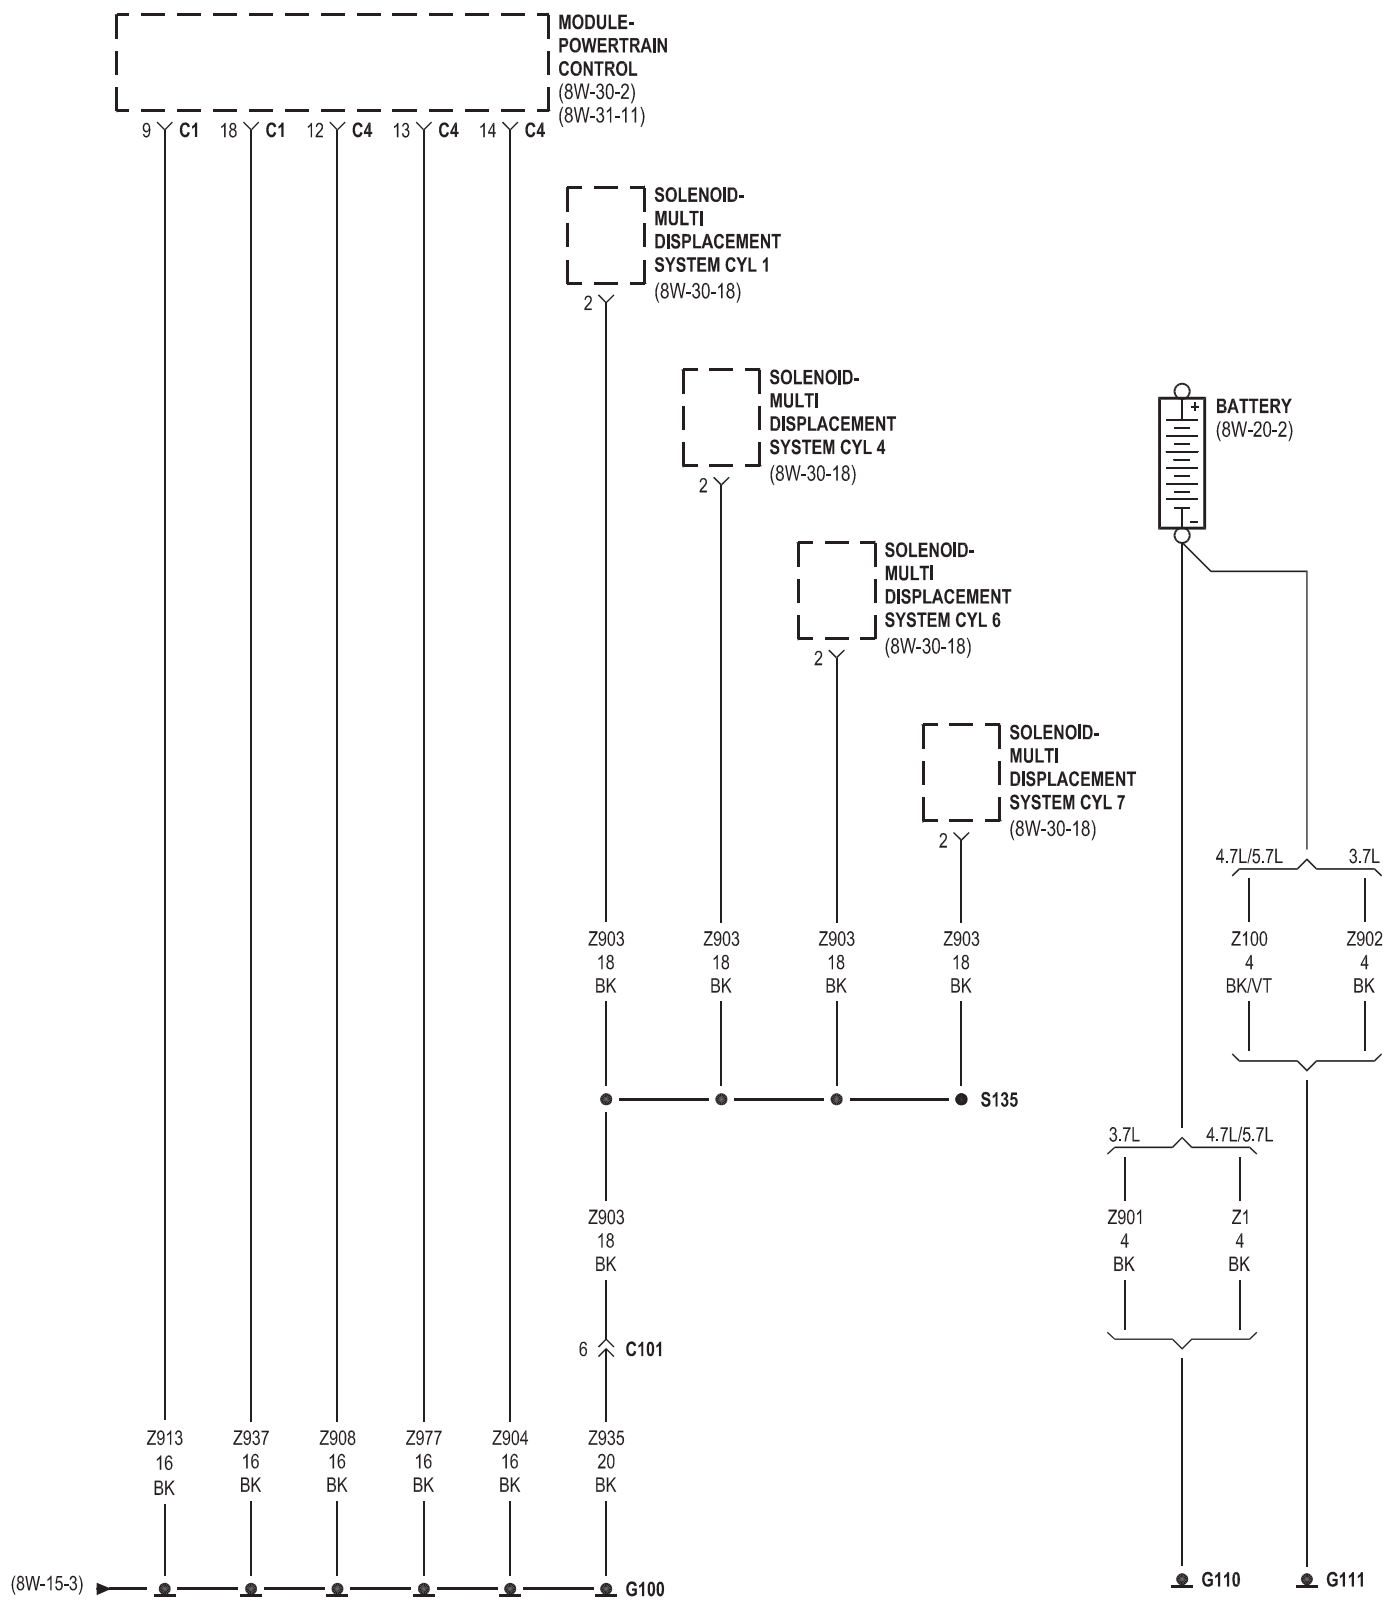 MODULE-
POWERTRAIN
CONTROL
(8W-30-2)
(8W-31-11)
9 C1 18 C1 12 C4 13 C4 14 C4
SOLENOID-
MULTI
DISPLACEMENT
SYSTEM CYL 1
(8W-30-18)
2
SOLENOID-
MULTI
DISPLACEMENT
SYSTEM CYL 4
(8W-30-18)
2
+ BATTERY
(8W-20-2)
-
SOLENOID-
MULTI
DISPLACEMENT
SYSTEM CYL 6
(8W-30-18)
2
SOLENOID-
MULTI
DISPLACEMENT
SYSTEM CYL 7
(8W-30-18)
2
4.7L/5.7L 3.7L
Z903 Z903 Z903 Z903 Z100 Z902
18 18 18 18 4 4
BK BK BK BK BK/VT BK
S135
3.7L 4.7L/5.7L
Z903 Z901 Z1
18 4 4
BK BK BK
6 C101
Z913 Z937 Z908 Z977 Z904 Z935
16 16 16 16 16 20
BK BK BK BK BK BK
(8W-15-3) G100 G110 G111